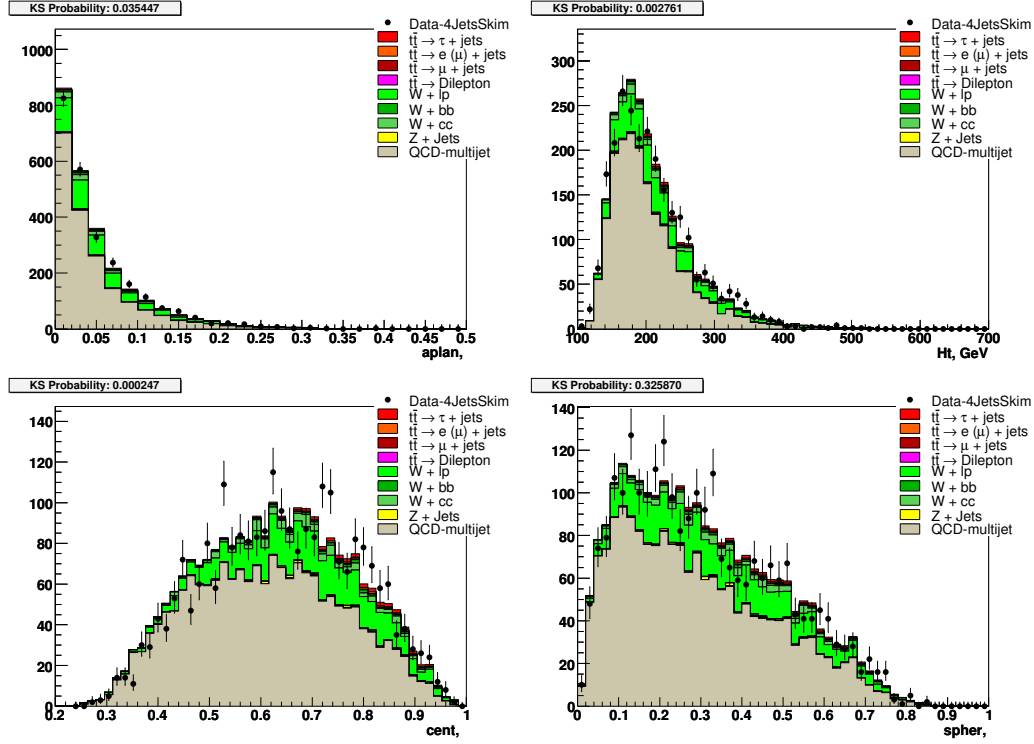 KS Probability: 0.035447
Data-4JetsSkim
tt̄ → τ + jets
tt̄ → e (μ) + jets
tt̄ → μ + jets
tt̄ → Dilepton
W + lp
W + bb
W + cc
Z + Jets
QCD-multijet
1000
800
600
400
200
0
0 0.05 0.1 0.15 0.2 0.25 0.3 0.35 0.4 0.45 0.5
aplan,
KS Probability: 0.002761
Data-4JetsSkim
tt̄ → τ + jets
tt̄ → e (μ) + jets
tt̄ → μ + jets
tt̄ → Dilepton
W + lp
W + bb
W + cc
Z + Jets
QCD-multijet
300
250
200
150
100
50
0
100 200 300 400 500 600 700
Ht, GeV
KS Probability: 0.000247
Data-4JetsSkim
tt̄ → τ + jets
tt̄ → e (μ) + jets
tt̄ → μ + jets
tt̄ → Dilepton
W + lp
W + bb
W + cc
Z + Jets
QCD-multijet
140
120
100
80
60
40
20
0
0.2 0.3 0.4 0.5 0.6 0.7 0.8 0.9 1
cent,
KS Probability: 0.325870
Data-4JetsSkim
tt̄ → τ + jets
tt̄ → e (μ) + jets
tt̄ → μ + jets
tt̄ → Dilepton
W + lp
W + bb
W + cc
Z + Jets
QCD-multijet
140
120
100
80
60
40
20
0
0 0.1 0.2 0.3 0.4 0.5 0.6 0.7 0.8 0.9 1
spher,